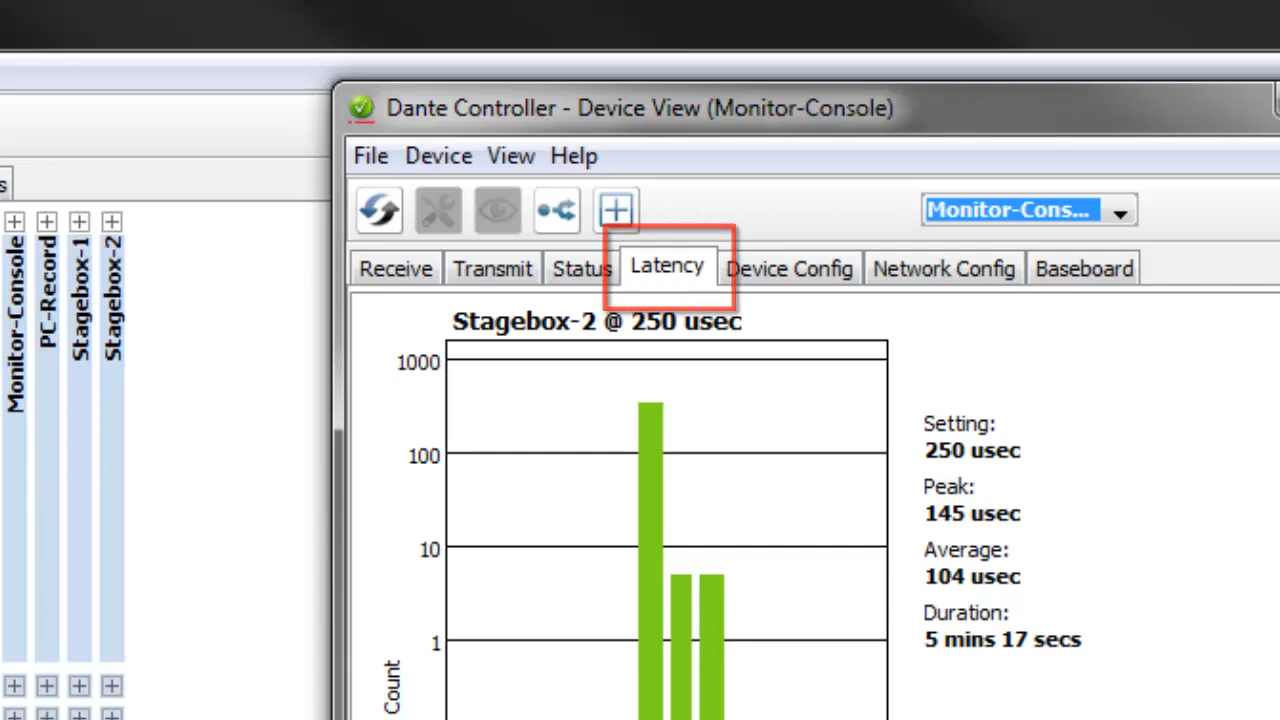 Dante Controller - Device View (Monitor-Console)
File Device View Help
Monitor-Cons...
s
Receive Transmit Status Latency Device Config Network Config Baseboard
Monitor-Console
PC-Record
Stagebox-1
Stagebox-2
Stagebox-2 @ 250 usec
1000
100
10
1
Count
Setting:
250 usec
Peak:
145 usec
Average:
104 usec
Duration:
5 mins 17 secs